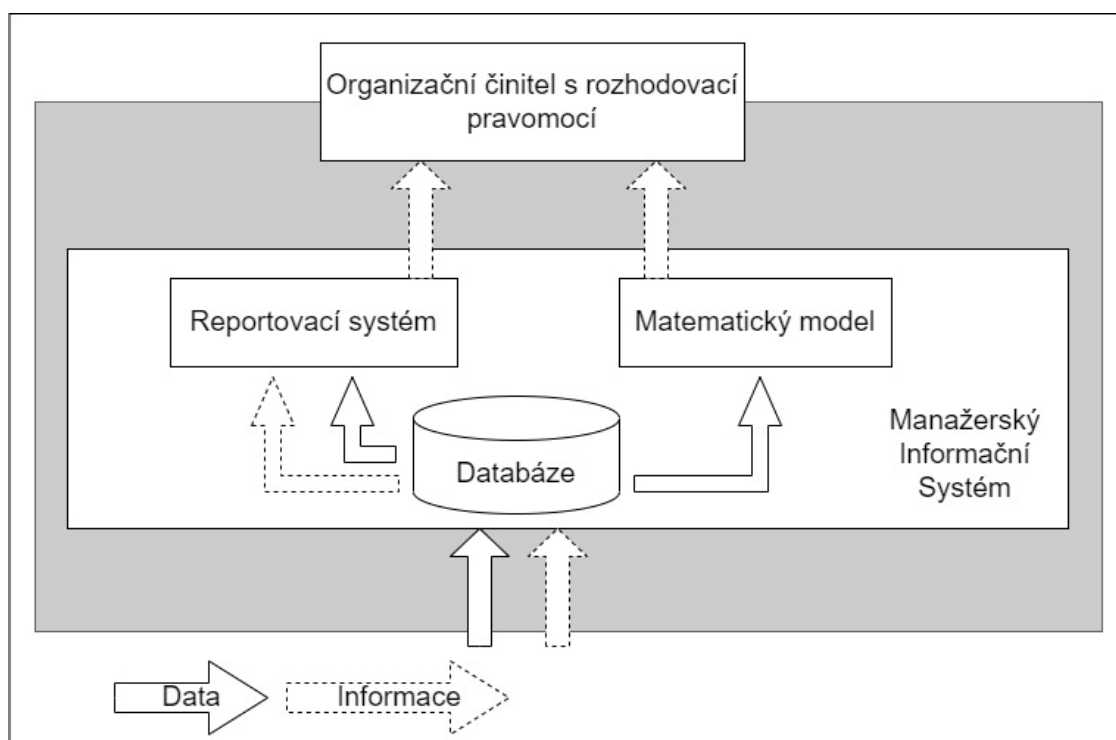 Organizační činitel s rozhodovací
pravomocí
Reportovací systém
Matematický model
Databáze
Manažerský
Informační
Systém
Data
Informace